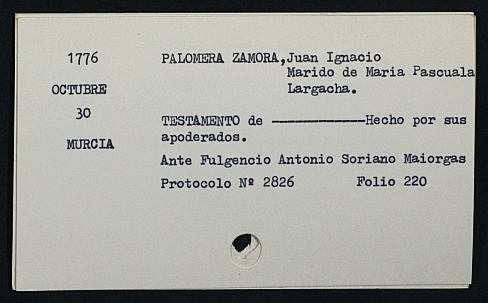 1776
OCTUBRE
30
MURCIA
PALOMERA ZAMORA,Juan Ignacio
Marido de Maria Pascuala
Largacha.
TESTAMENTO de —————————Hecho por sus
apoderados.
Ante Fulgencio Antonio Soriano Maiorgas
Protocolo Nº 2826 Folio 220